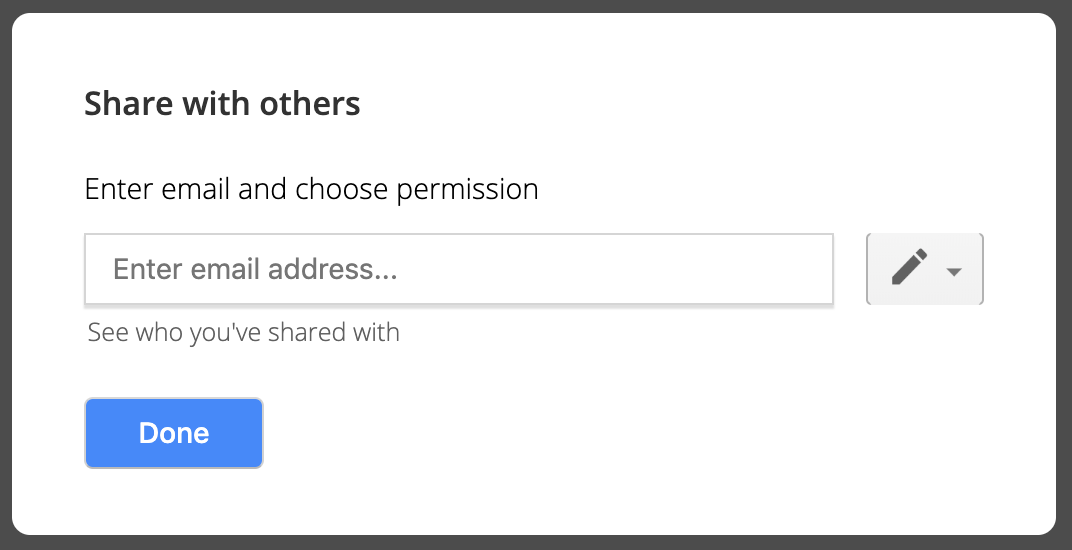 Share with others
Enter email and choose permission
Enter email address...
See who you've shared with
Done